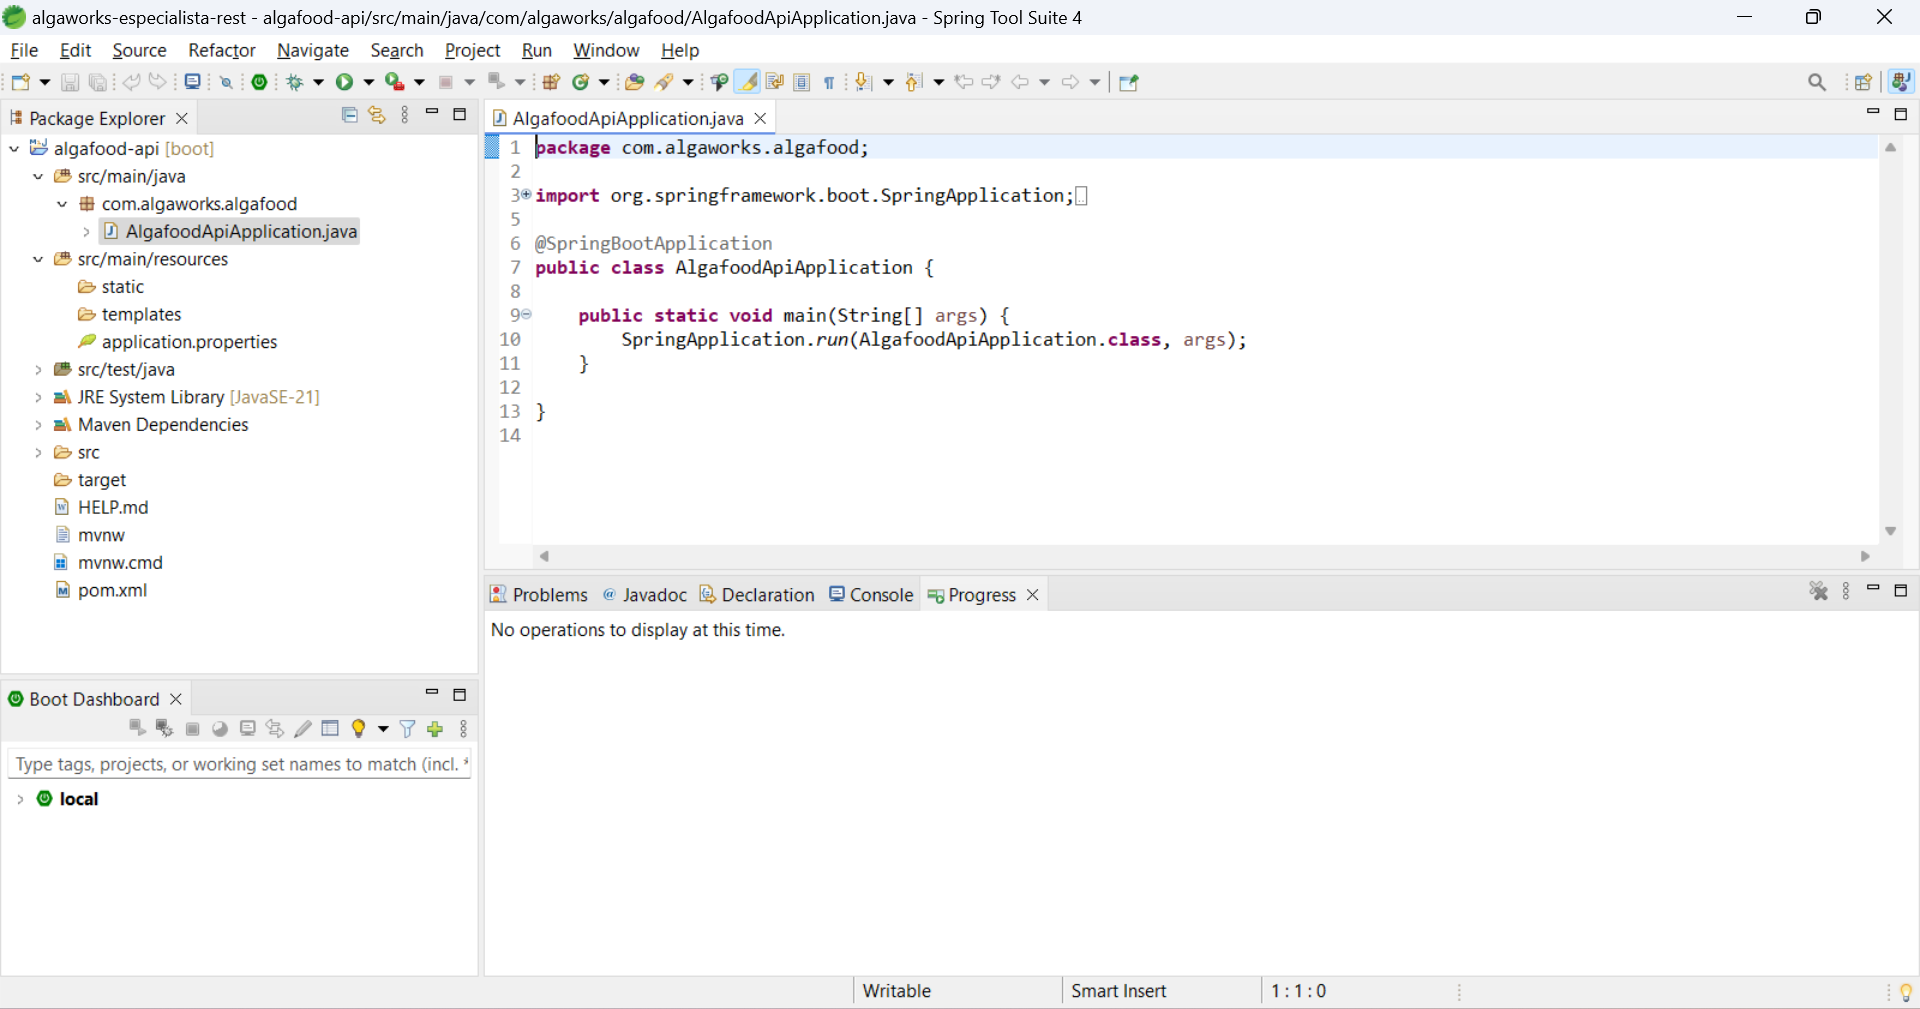 algaworks-especialista-rest - algafood-api/src/main/java/com/algaworks/algafood/AlgafoodApiApplication.java - Spring Tool Suite 4
File Edit Source Refactor Navigate Search Project Run Window Help
Package Explorer
algafood-api [boot]
src/main/java
com.algaworks.algafood
AlgafoodApiApplication.java
src/main/resources
static
templates
application.properties
src/test/java
JRE System Library [JavaSE-21]
Maven Dependencies
src
target
HELP.md
mvnw
mvnw.cmd
pom.xml
AlgafoodApiApplication.java
1 package com.algaworks.algafood;
2
3 import org.springframework.boot.SpringApplication;
5
6 @SpringBootApplication
7 public class AlgafoodApiApplication {
8
9 public static void main(String[] args) {
10 SpringApplication.run(AlgafoodApiApplication.class, args);
11 }
12
13 }
14
Problems @ Javadoc Declaration Console Progress
No operations to display at this time.
Boot Dashboard
Type tags, projects, or working set names to match (incl. *
local
Writable Smart Insert 1 : 1 : 0